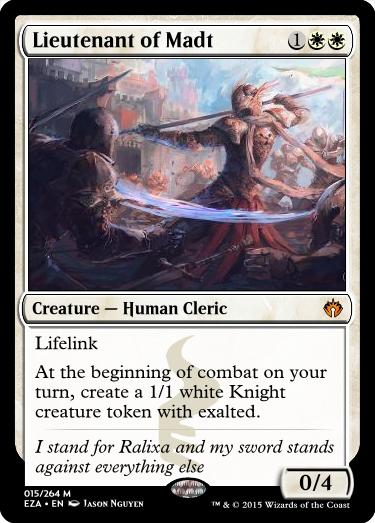 Lieutenant of Madt 1
Creature — Human Cleric
Lifelink
At the beginning of combat on your
turn, create a 1/1 white Knight
creature token with exalted.
I stand for Ralixa and my sword stands
against everything else
0/4
015/264 M
EZA • EN Jason Nguyen ™ & © 2015 Wizards of the Coast